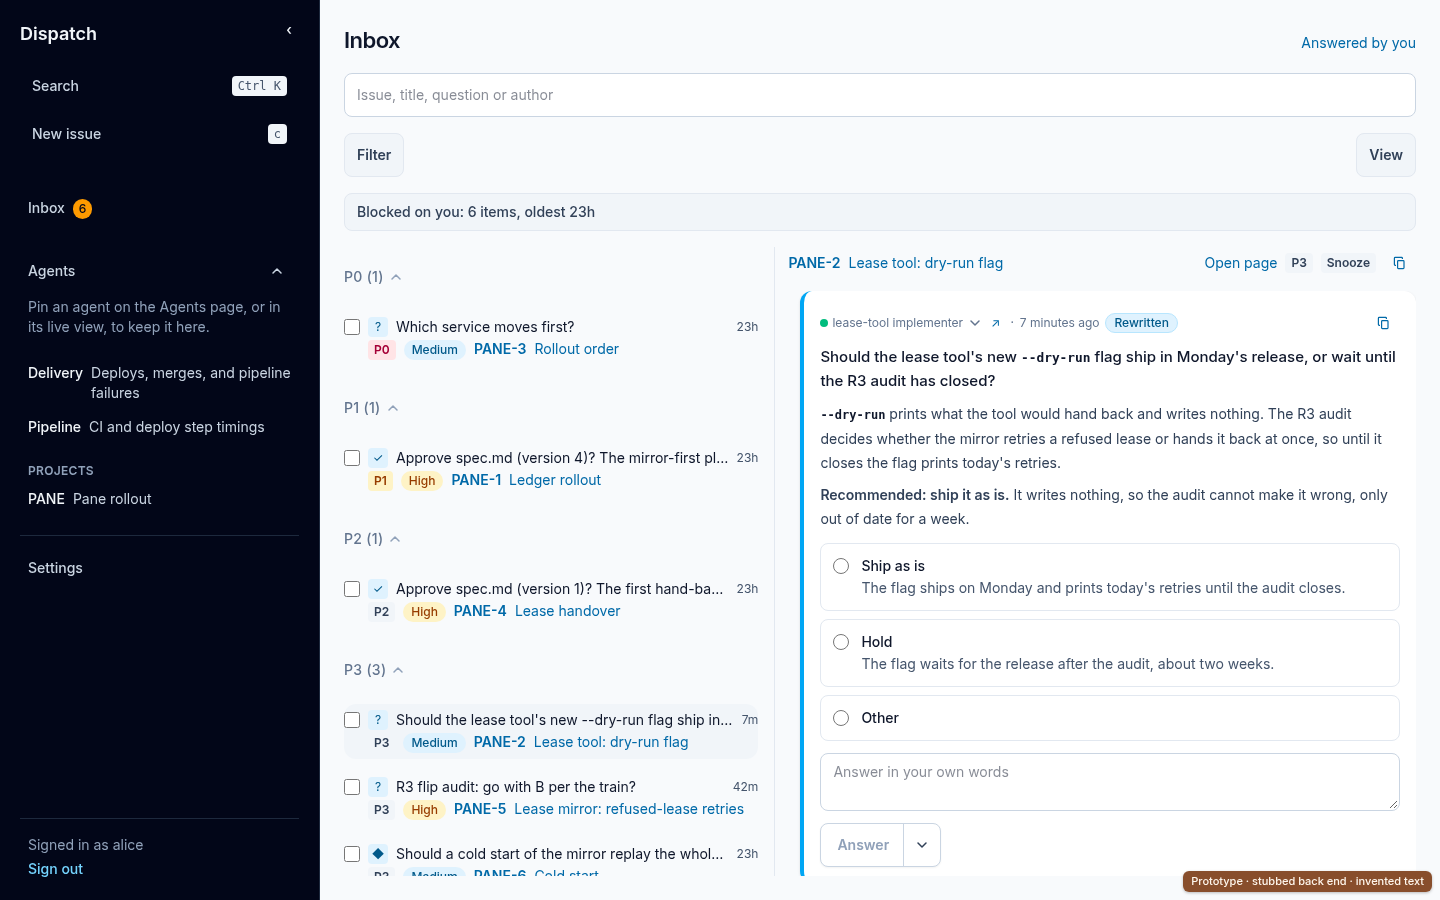 Dispatch
Search
Ctrl K
New issue
c
Inbox 6
Agents
Pin an agent on the Agents page, or in
its live view, to keep it here.
Delivery Deploys, merges, and pipeline
failures
Pipeline CI and deploy step timings
PROJECTS
PANE Pane rollout
Settings
Signed in as alice
Sign out
Inbox
Answered by you
Issue, title, question or author
Filter
View
Blocked on you: 6 items, oldest 23h
P0 (1)
? Which service moves first? 23h
P0 Medium PANE-3 Rollout order
P1 (1)
Approve spec.md (version 4)? The mirror-first pl... 23h
P1 High PANE-1 Ledger rollout
P2 (1)
Approve spec.md (version 1)? The first hand-ba... 23h
P2 High PANE-4 Lease handover
P3 (3)
? Should the lease tool's new --dry-run flag ship in... 7m
P3 Medium PANE-2 Lease tool: dry-run flag
? R3 flip audit: go with B per the train? 42m
P3 High PANE-5 Lease mirror: refused-lease retries
Should a cold start of the mirror replay the whol... 23h
P3 Medium PANE-6 Cold start
PANE-2 Lease tool: dry-run flag
Open page P3 Snooze
lease-tool implementer · 7 minutes ago Rewritten
Should the lease tool's new --dry-run flag ship in Monday's release, or wait until
the R3 audit has closed?
--dry-run prints what the tool would hand back and writes nothing. The R3 audit
decides whether the mirror retries a refused lease or hands it back at once, so until it
closes the flag prints today's retries.
Recommended: ship it as is. It writes nothing, so the audit cannot make it wrong, only
out of date for a week.
Ship as is
The flag ships on Monday and prints today's retries until the audit closes.
Hold
The flag waits for the release after the audit, about two weeks.
Other
Answer in your own words
Answer
Prototype · stubbed back end · invented text